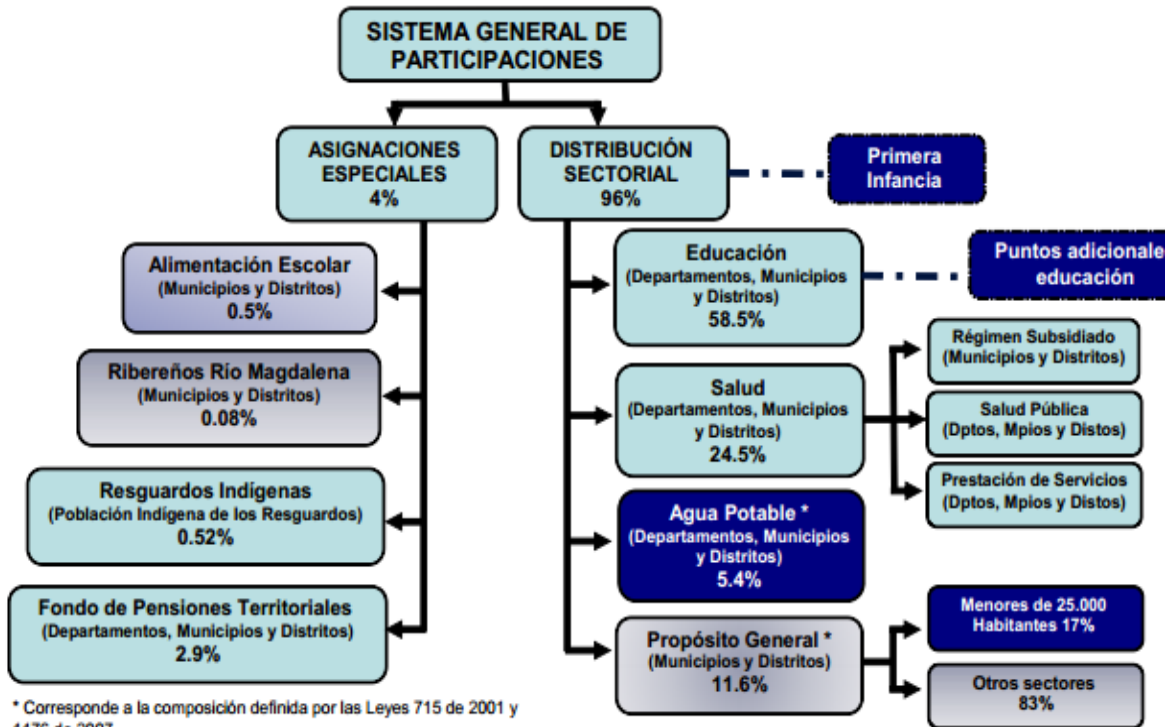 SISTEMA GENERAL DE
PARTICIPACIONES
ASIGNACIONES
ESPECIALES
4%
DISTRIBUCIÓN
SECTORIAL
96%
Primera
Infancia
Alimentación Escolar
(Municipios y Distritos)
0.5%
Ribereños Río Magdalena
(Municipios y Distritos)
0.08%
Resguardos Indígenas
(Población Indígena de los Resguardos)
0.52%
Fondo de Pensiones Territoriales
(Departamentos, Municipios y Distritos)
2.9%
Educación
(Departamentos, Municipios
y Distritos)
58.5%
Puntos adicionale
educación
Salud
(Departamentos, Municipios
y Distritos)
24.5%
Régimen Subsidiado
(Municipios y Distritos)
Salud Pública
(Dptos, Mpios y Distos)
Prestación de Servicios
(Dptos, Mpios y Distos)
Agua Potable *
(Departamentos, Municipios
y Distritos)
5.4%
Propósito General *
(Municipios y Distritos)
11.6%
Menores de 25.000
Habitantes 17%
Otros sectores
83%
* Corresponde a la composición definida por las Leyes 715 de 2001 y